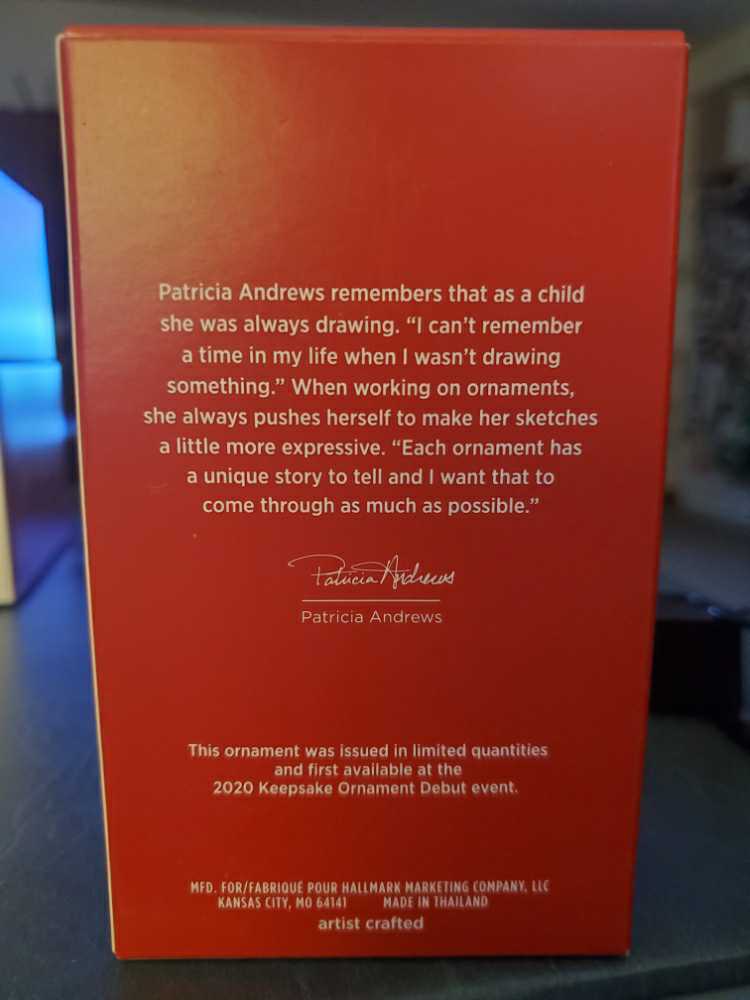 Patricia Andrews remembers that as a child
she was always drawing. “I can’t remember
a time in my life when I wasn’t drawing
something.” When working on ornaments,
she always pushes herself to make her sketches
a little more expressive. “Each ornament has
a unique story to tell and I want that to
come through as much as possible.”
Patricia Andrews
Patricia Andrews
This ornament was issued in limited quantities
and first available at the
2020 Keepsake Ornament Debut event.
MFD. FOR/FABRIQUÉ POUR HALLMARK MARKETING COMPANY, LLC
KANSAS CITY, MO 64141 MADE IN THAILAND
artist crafted